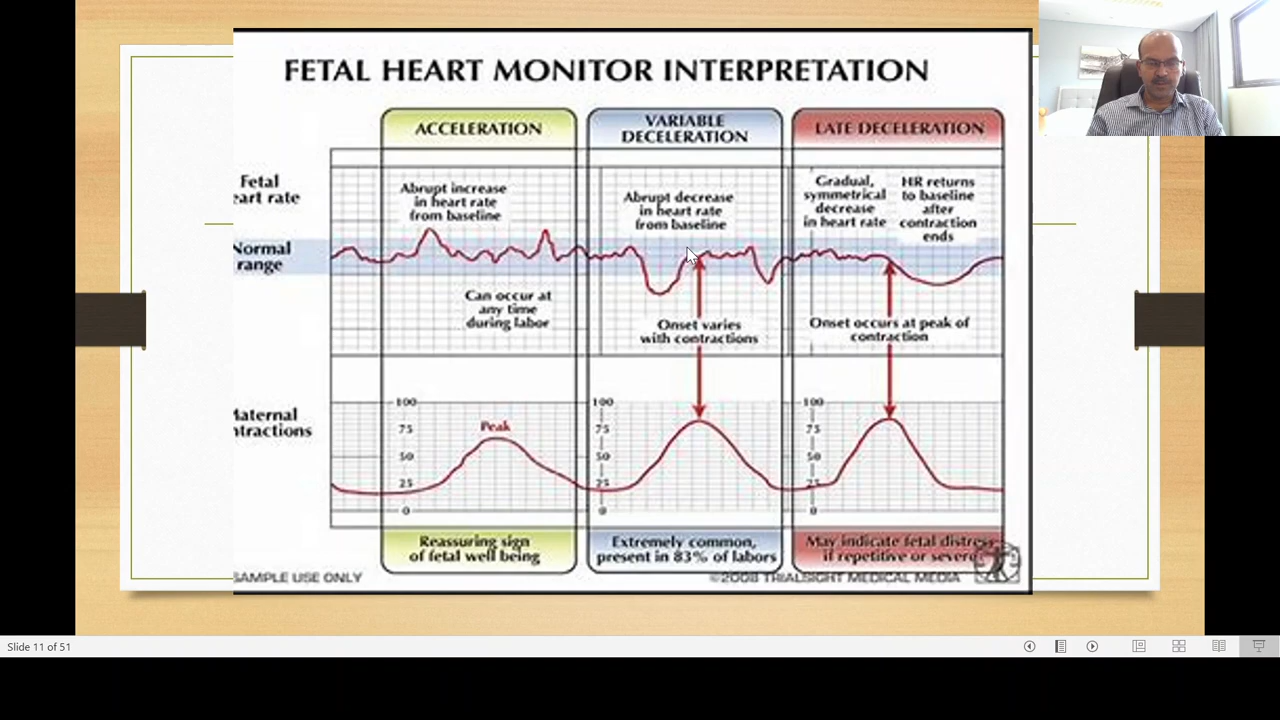 FETAL HEART MONITOR INTERPRETATION
ACCELERATION
VARIABLE
DECELERATION
LATE DECELERATION
Fetal
eart rate
Abrupt increase
in heart rate
from baseline
Abrupt decrease
in heart rate
from baseline
Gradual,
symmetrical
decrease
in heart rate
HR returns
to baseline
after
contraction
ends
Normal
range
Can occur at
any time
during labor
Onset varies
with contractions
Onset occurs at peak of
contraction
Maternal
ntractions
100
75
50
25
0
Peak
100
75
50
25
0
100
75
50
25
0
Reassuring sign
of fetal well being
Extremely common,
present in 83% of labors
May indicate fetal distress
if repetitive or severe
SAMPLE USE ONLY
©2008 TRIALSIGHT MEDICAL MEDIA
Slide 11 of 51